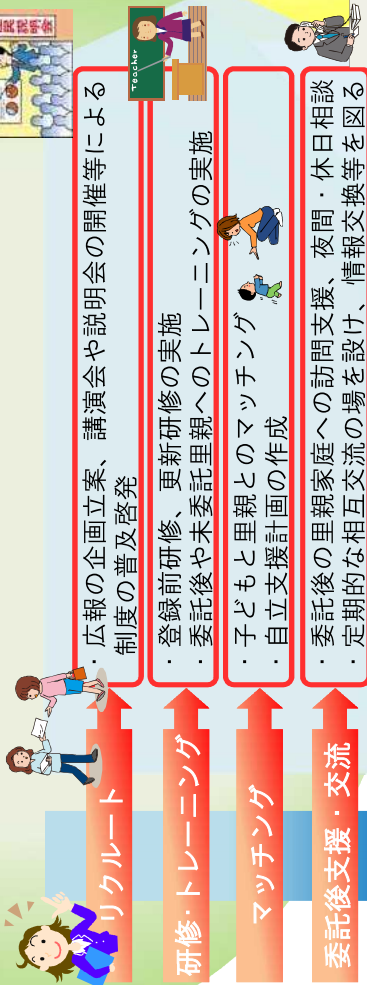 リクルート
・広報の企画立案、講演会や説明会の開催等による
制度の普及啓発
研修・トレーニング
・登録前研修、更新研修の実施
・委託後や未委託里親へのトレーニングの実施
Teacher
マッチング
・子どもと里親とのマッチング
・自立支援計画の作成
委託後支援・交流
・委託後の里親家庭への訪問支援、夜間・休日相談
・定期的な相互交流の場を設け、情報交換等を図る